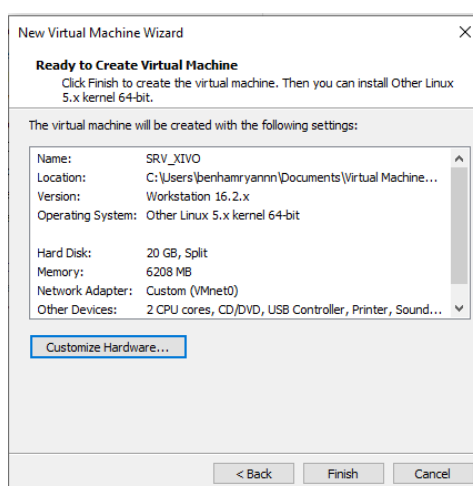 New Virtual Machine Wizard
Ready to Create Virtual Machine
Click Finish to create the virtual machine. Then you can install Other Linux
5.x kernel 64-bit.
The virtual machine will be created with the following settings:
Name: SRV_XIVO
Location: C:\Users\benhamryannn\Documents\Virtual Machine...
Version: Workstation 16.2.x
Operating System: Other Linux 5.x kernel 64-bit
Hard Disk: 20 GB, Split
Memory: 6208 MB
Network Adapter: Custom (VMnet0)
Other Devices: 2 CPU cores, CD/DVD, USB Controller, Printer, Sound...
Customize Hardware...
< Back Finish Cancel